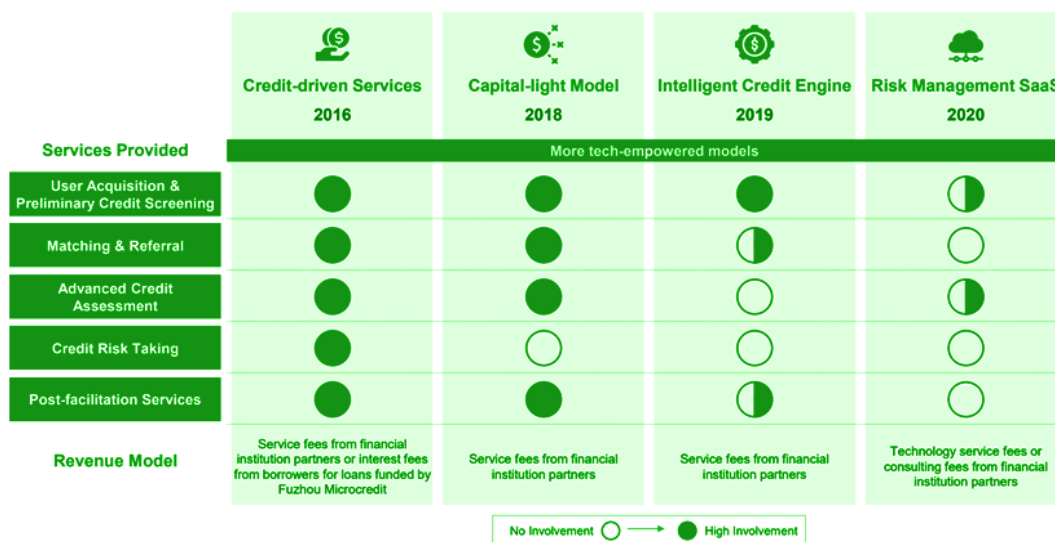 Credit-driven Services
2016
Capital-light Model
2018
Intelligent Credit Engine
2019
Risk Management SaaS
2020
Services Provided
More tech-empowered models
User Acquisition &
Preliminary Credit Screening
Matching & Referral
Advanced Credit
Assessment
Credit Risk Taking
Post-facilitation Services
Revenue Model
Service fees from financial
institution partners or interest fees
from borrowers for loans funded by
Fuzhou Microcredit
Service fees from financial
institution partners
Service fees from financial
institution partners
Technology service fees or
consulting fees from financial
institution partners
No Involvement
High Involvement